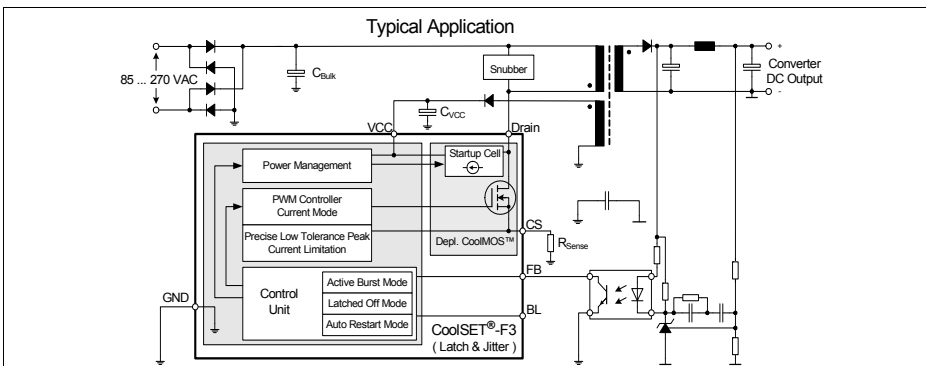 Typical Application
85 ... 270 VAC
CBulk
Snubber
+
Converter
DC Output
-
CVCC
VCC
Drain
Power Management
Startup Cell
PWM Controller
Current Mode
Precise Low Tolerance Peak
Current Limitation
Depl. CoolMOS™
CS
RSense
FB
GND
Control
Unit
Active Burst Mode
Latched Off Mode
Auto Restart Mode
BL
CoolSET®-F3
( Latch & Jitter )